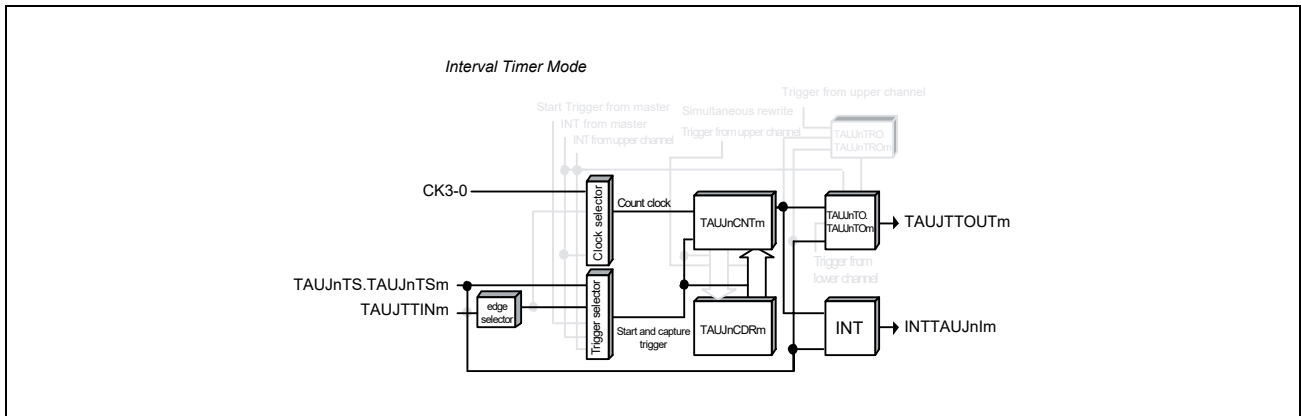 Interval Timer Mode
Trigger from upper channel
Start Trigger from master
Simultaneous rewrite
INT from master
Trigger from upper channel
INT from upper channel
TAUJnTRO.
TAUJnTROm
CK3-0
Clock selector
Count clock
TAUJnCNTm
TAUJnTO.
TAUJnTOm
TAUJTTOUTm
Trigger from
lower channel
TAUJnTS.TAUJnTSm
TAUJTTINm
edge
selector
Trigger selector
Start and capture
trigger
TAUJnCDRm
INT
INTTAUJnIm